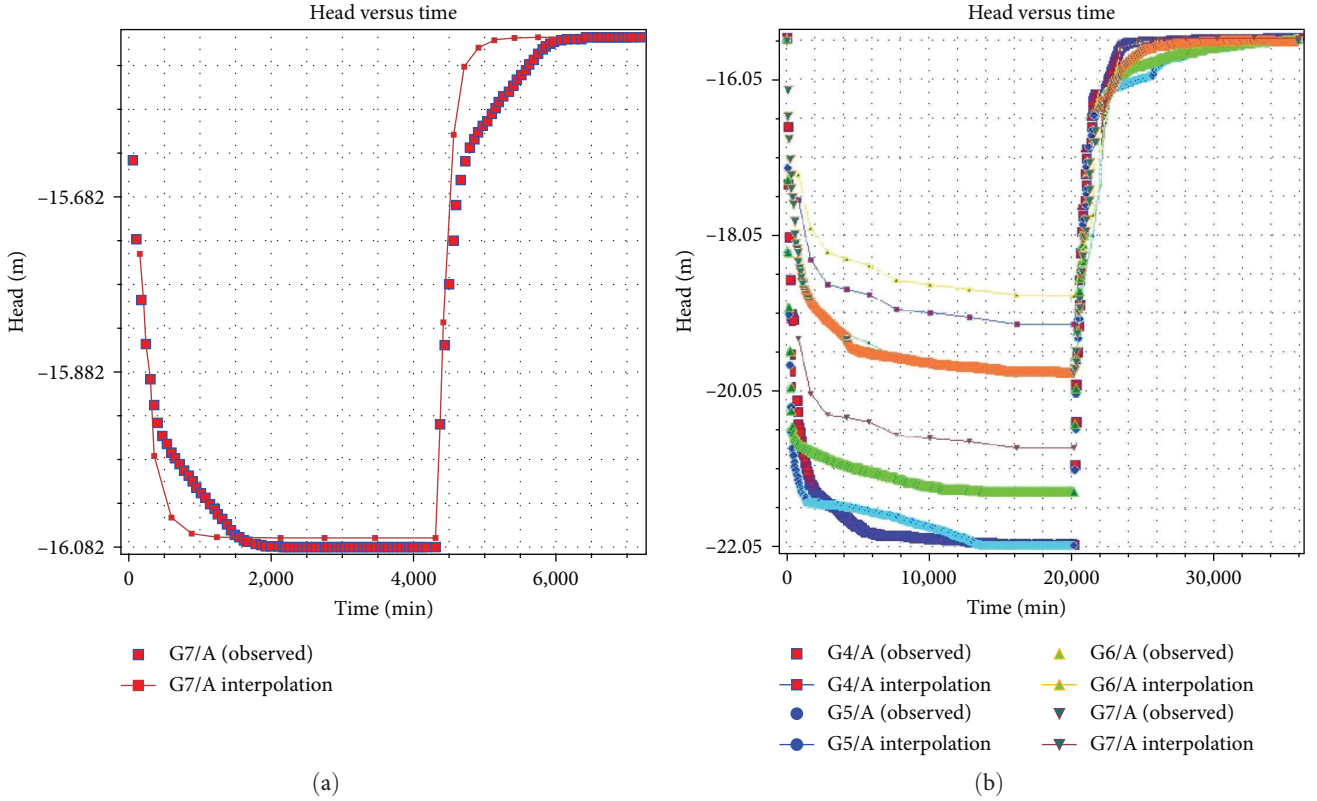 Head versus time
Head (m)
−15.682
−15.882
−16.082
0 2,000 4,000 6,000
Time (min)
G7/A (observed)
G7/A interpolation
(a)
Head versus time
Head (m)
−16.05
−18.05
−20.05
−22.05
0 10,000 20,000 30,000
Time (min)
G4/A (observed) G6/A (observed)
G4/A interpolation G6/A interpolation
G5/A (observed) G7/A (observed)
G5/A interpolation G7/A interpolation
(b)